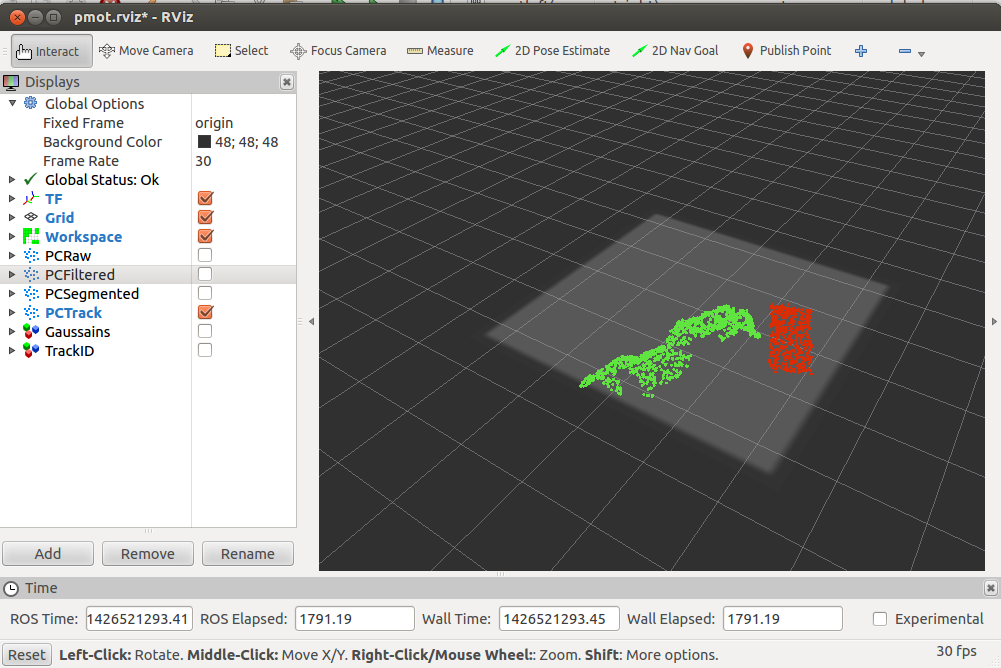 pmot.rviz* - RViz
Interact Move Camera Select Focus Camera Measure 2D Pose Estimate 2D Nav Goal Publish Point
Displays
Global Options
Fixed Frame origin
Background Color 48; 48; 48
Frame Rate 30
Global Status: Ok
TF
Grid
Workspace
PCRaw
PCFiltered
PCSegmented
PCTrack
Gaussains
TrackID
Add Remove Rename
Time
ROS Time: 1426521293.41 ROS Elapsed: 1791.19 Wall Time: 1426521293.45 Wall Elapsed: 1791.19 Experimental
Reset Left-Click: Rotate. Middle-Click: Move X/Y. Right-Click/Mouse Wheel:: Zoom. Shift: More options. 30 fps